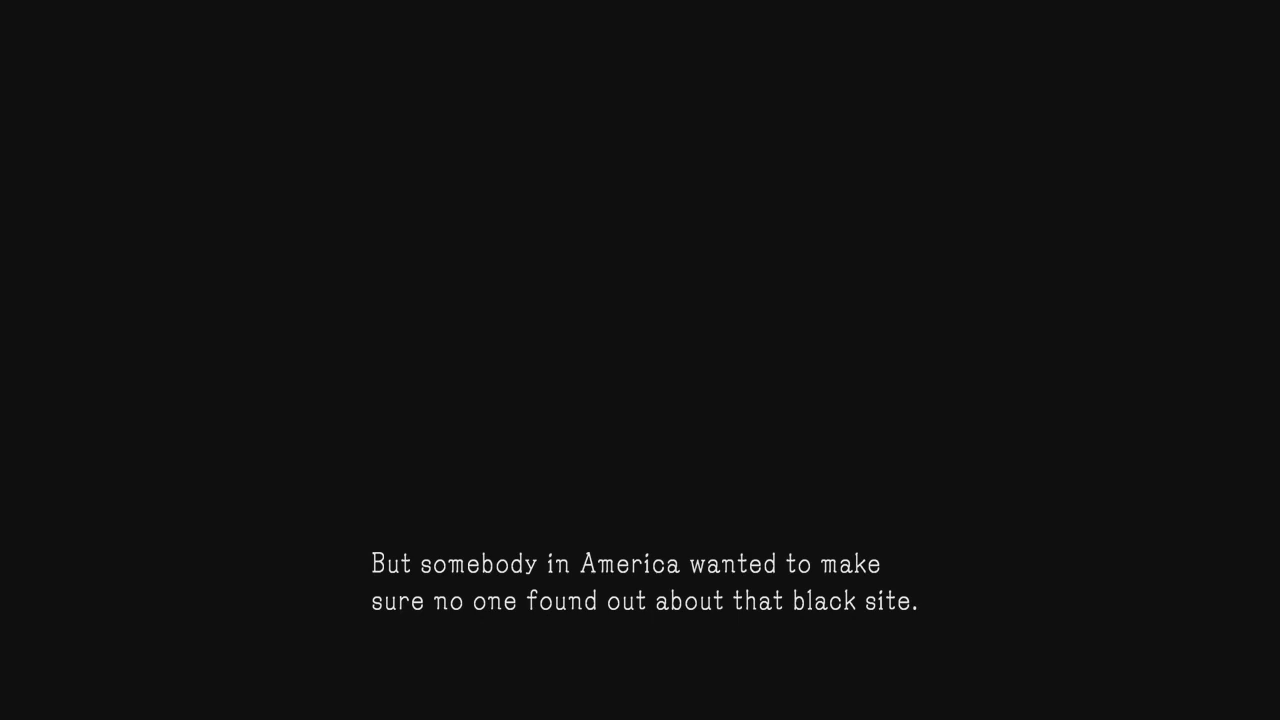 But somebody in America wanted to make
sure no one found out about that black site.